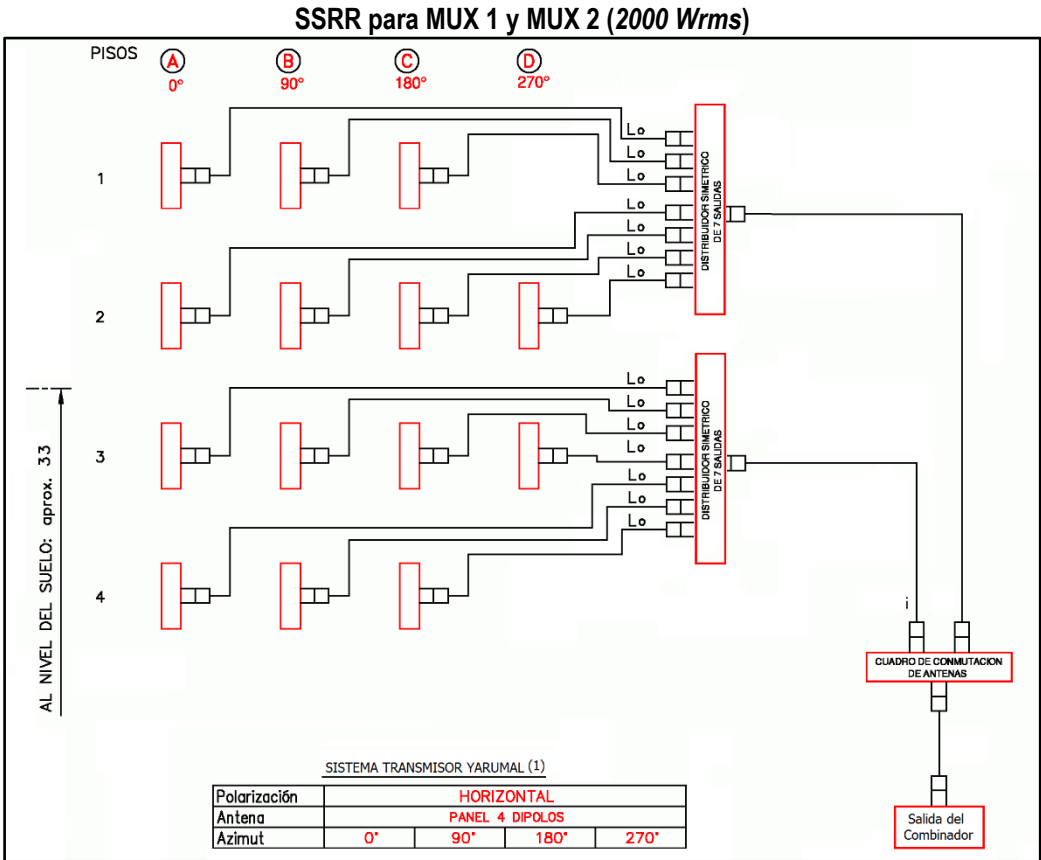 SSRR para MUX 1 y MUX 2 (2000 Wrms)
PISOS
A
B
C
D
0°
90°
180°
270°
1
Lo
Lo
Lo
2
Lo
Lo
Lo
Lo
DISTRIBUIDOR SIMETRICO
DE 7 SALIDAS
3
Lo
Lo
Lo
Lo
4
Lo
Lo
Lo
DISTRIBUIDOR SIMETRICO
DE 7 SALIDAS
AL NIVEL DEL SUELO: aprox. 33
i
CUADRO DE CONMUTACION
DE ANTENAS
Salida del
Combinador
SISTEMA TRANSMISOR YARUMAL (1)
Polarización HORIZONTAL
Antena PANEL 4 DIPOLOS
Azimut 0° 90° 180° 270°